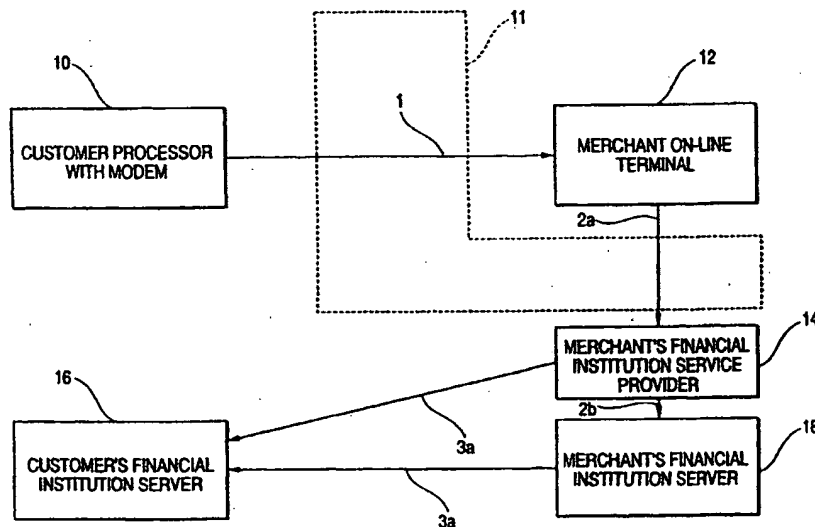 11
10
12
1
CUSTOMER PROCESSOR
WITH MODEM
MERCHANT ON-LINE
TERMINAL
2a
14
MERCHANT'S FINANCIAL
INSTITUTION SERVICE
PROVIDER
16
2b
18
3a
CUSTOMER'S FINANCIAL
INSTITUTION SERVER
MERCHANT'S FINANCIAL
INSTITUTION SERVER
3a